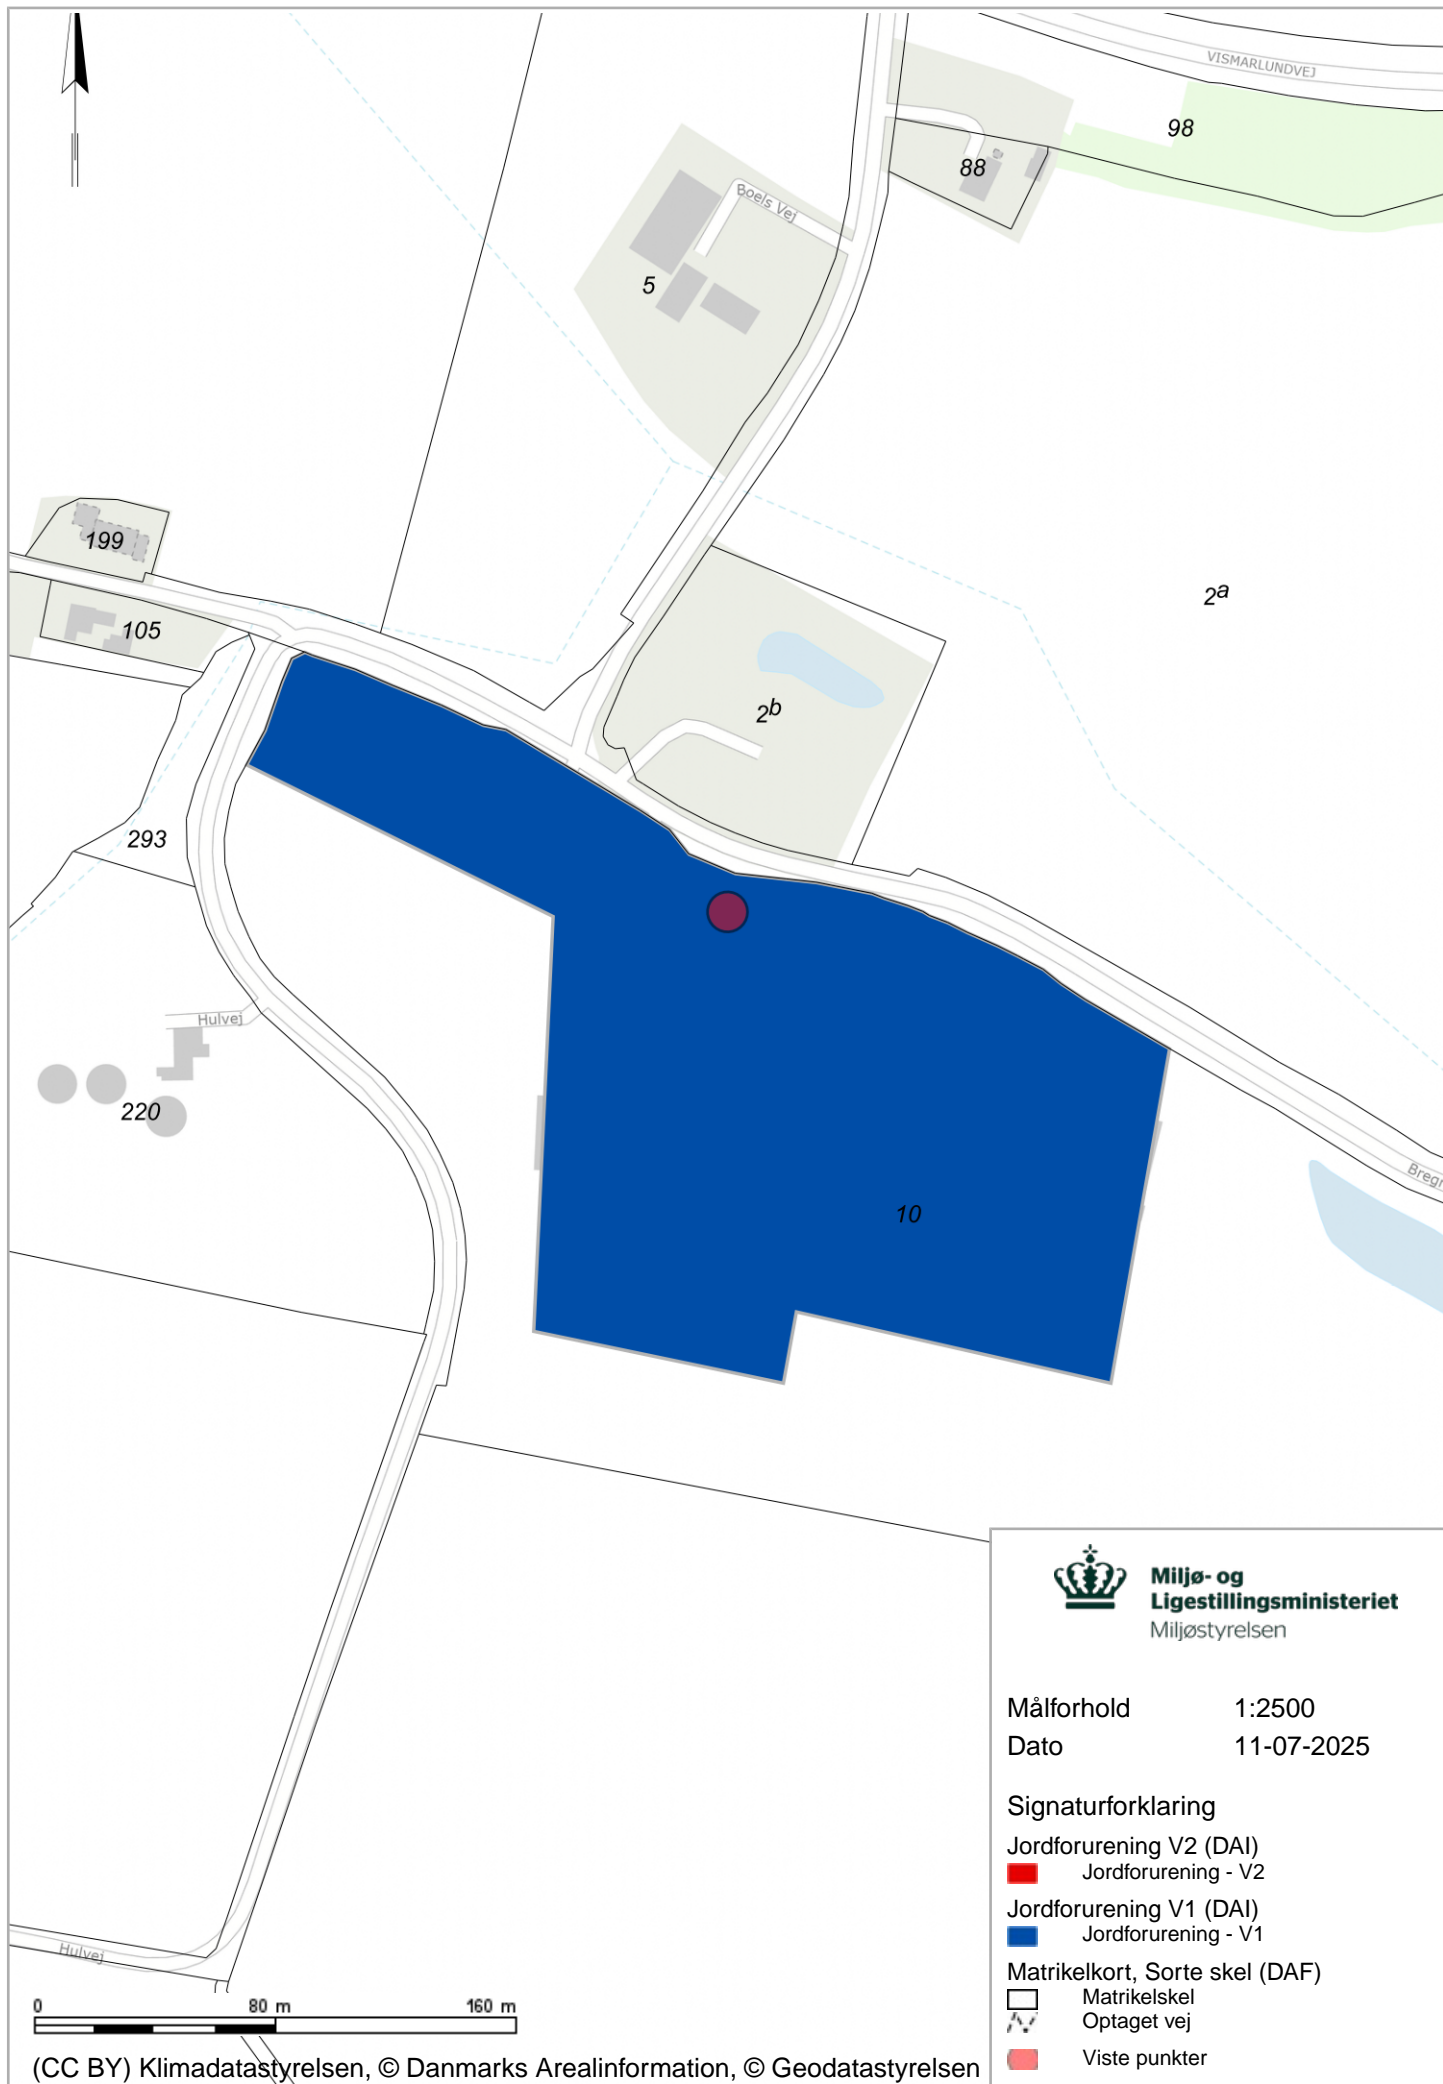 VISMARLUNDVEJ
98
88
Boels Vej
5
199
2a
105
2b
293
Hulvej
220
Bregn
10
Miljø- og
Ligestillingsministeriet
Miljøstyrelsen
Målforhold 1:2500
Dato 11-07-2025
Signaturforklaring
Jordforurening V2 (DAI)
Jordforurening - V2
Jordforurening V1 (DAI)
Jordforurening - V1
Matrikelkort, Sorte skel (DAF)
Matrikelskel
Optaget vej
Viste punkter
Hulvej
0 80 m 160 m
(CC BY) Klimadatastyrelsen, © Danmarks Arealinformation, © Geodatastyrelsen